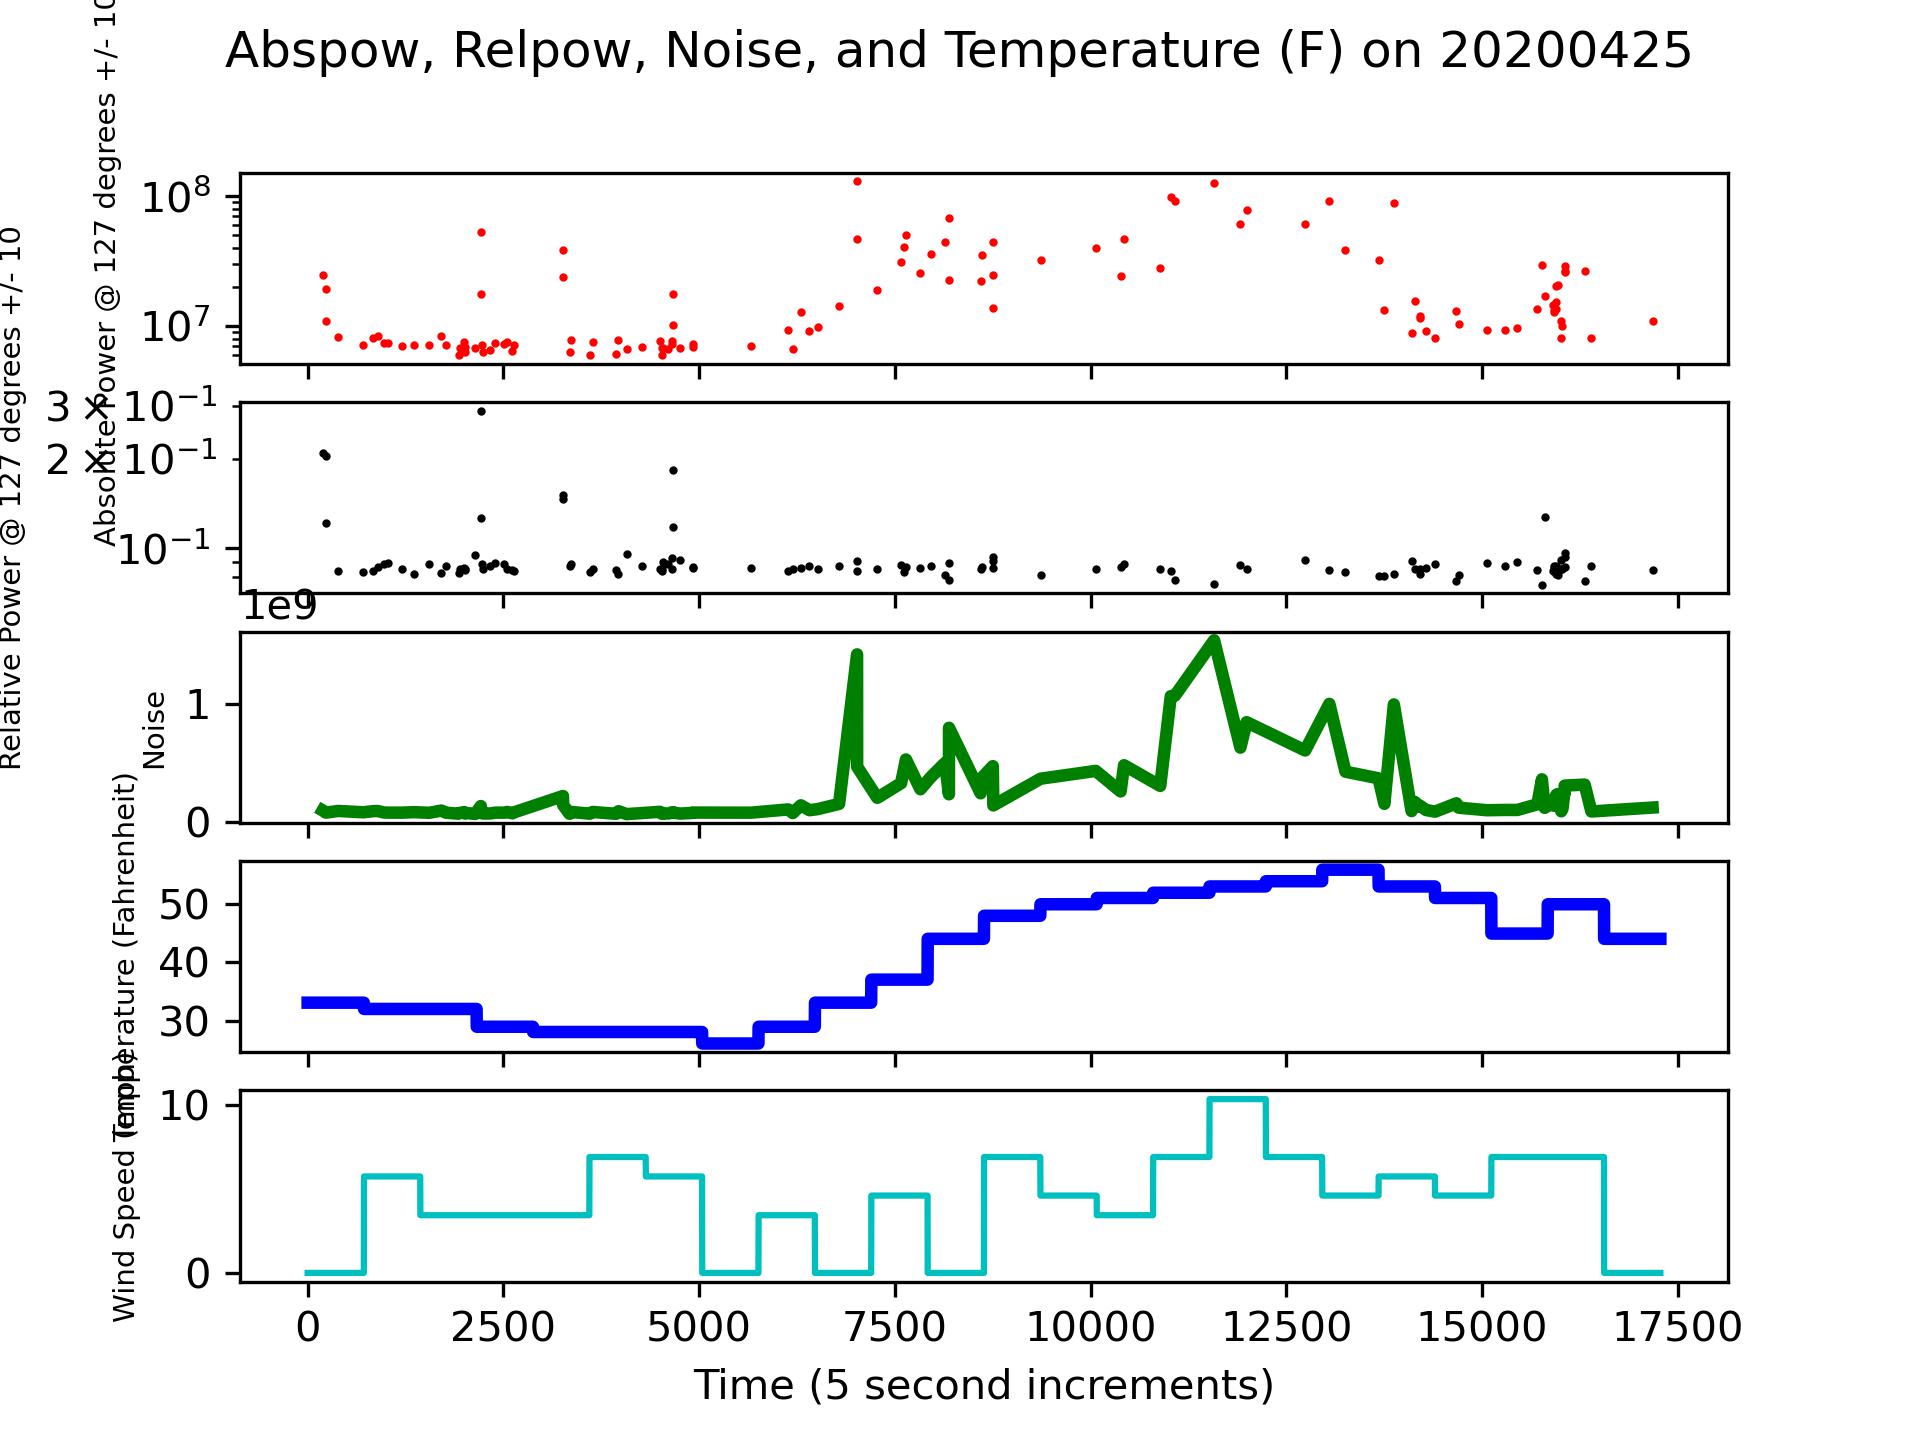 Abspow, Relpow, Noise, and Temperature (F) on 20200425
Absolute Power @ 127 degrees +/- 10
10⁸
10⁷
Relative Power @ 127 degrees +/- 10
3 × 10⁻¹
2 × 10⁻¹
10⁻¹
1e9
Noise
1
0
Temperature (Fahrenheit)
50
40
30
Wind Speed (mph)
10
0
0 2500 5000 7500 10000 12500 15000 17500
Time (5 second increments)